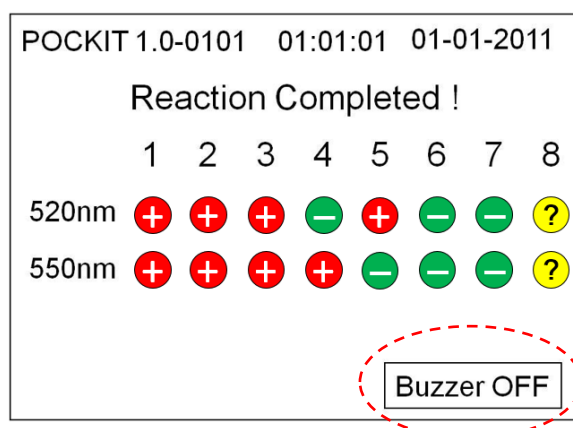 POCKIT 1.0-0101 01:01:01 01-01-2011
Reaction Completed !
1 2 3 4 5 6 7 8
520nm + + + − + − − ?
550nm + + + + − − − ?
Buzzer OFF